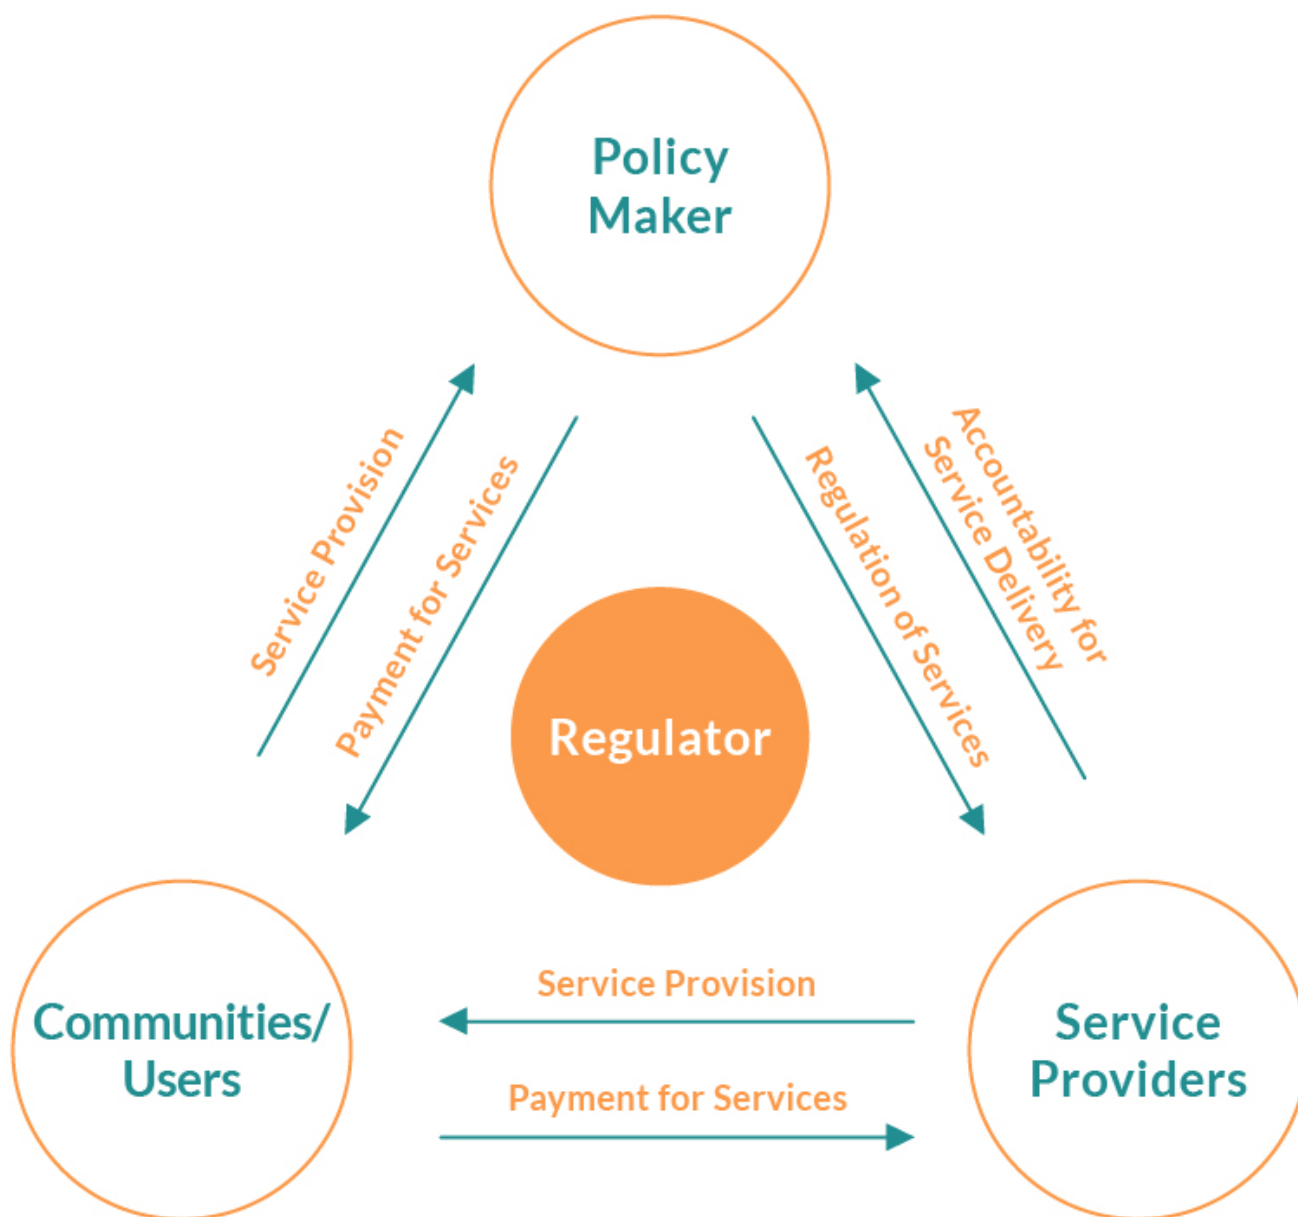 Policy
Maker
Service Provision
Payment for Services
Regulation of Services
Accountability for
Service Delivery
Regulator
Communities/
Users
Service Provision
Payment for Services
Service
Providers